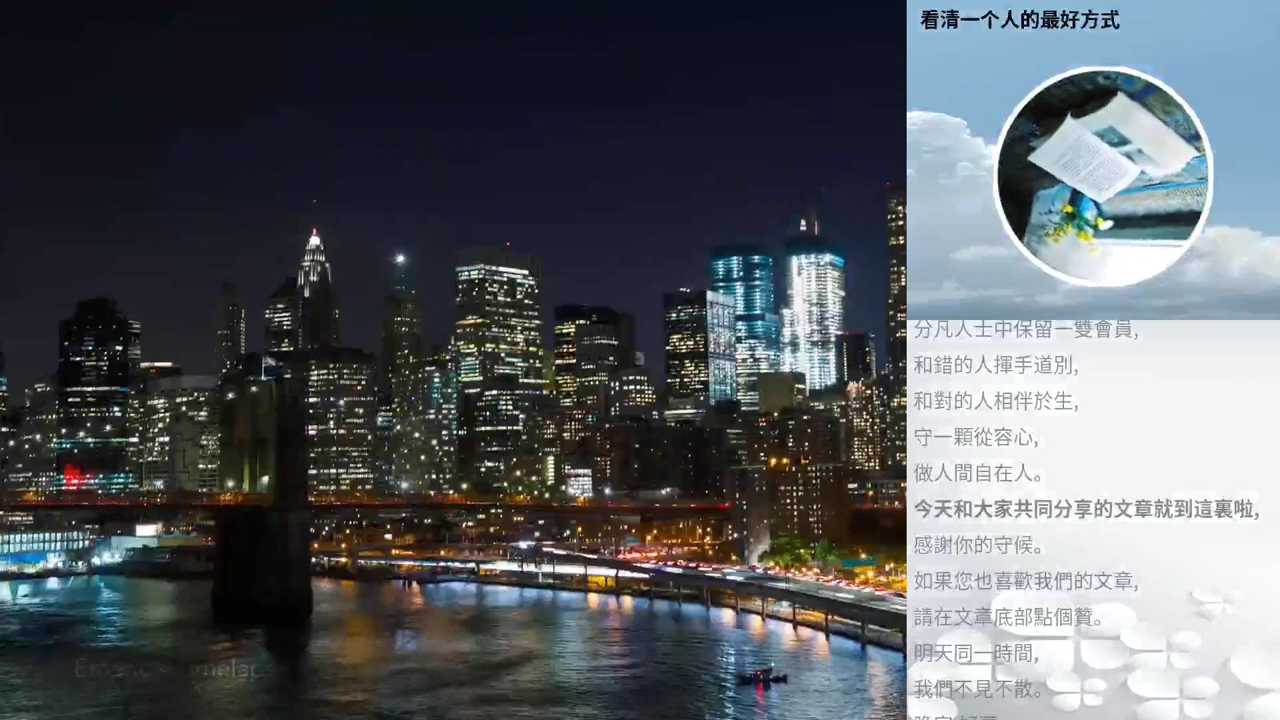 看清一个人的最好方式
分凡人士中保留一雙會員,
和錯的人揮手道別,
和對的人相伴於生,
守一顆從容心,
做人間自在人。
今天和大家共同分享的文章就到這裏啦,
感謝你的守候。
如果您也喜歡我們的文章,
請在文章底部點個贊。
明天同一時間,
我們不見不散。